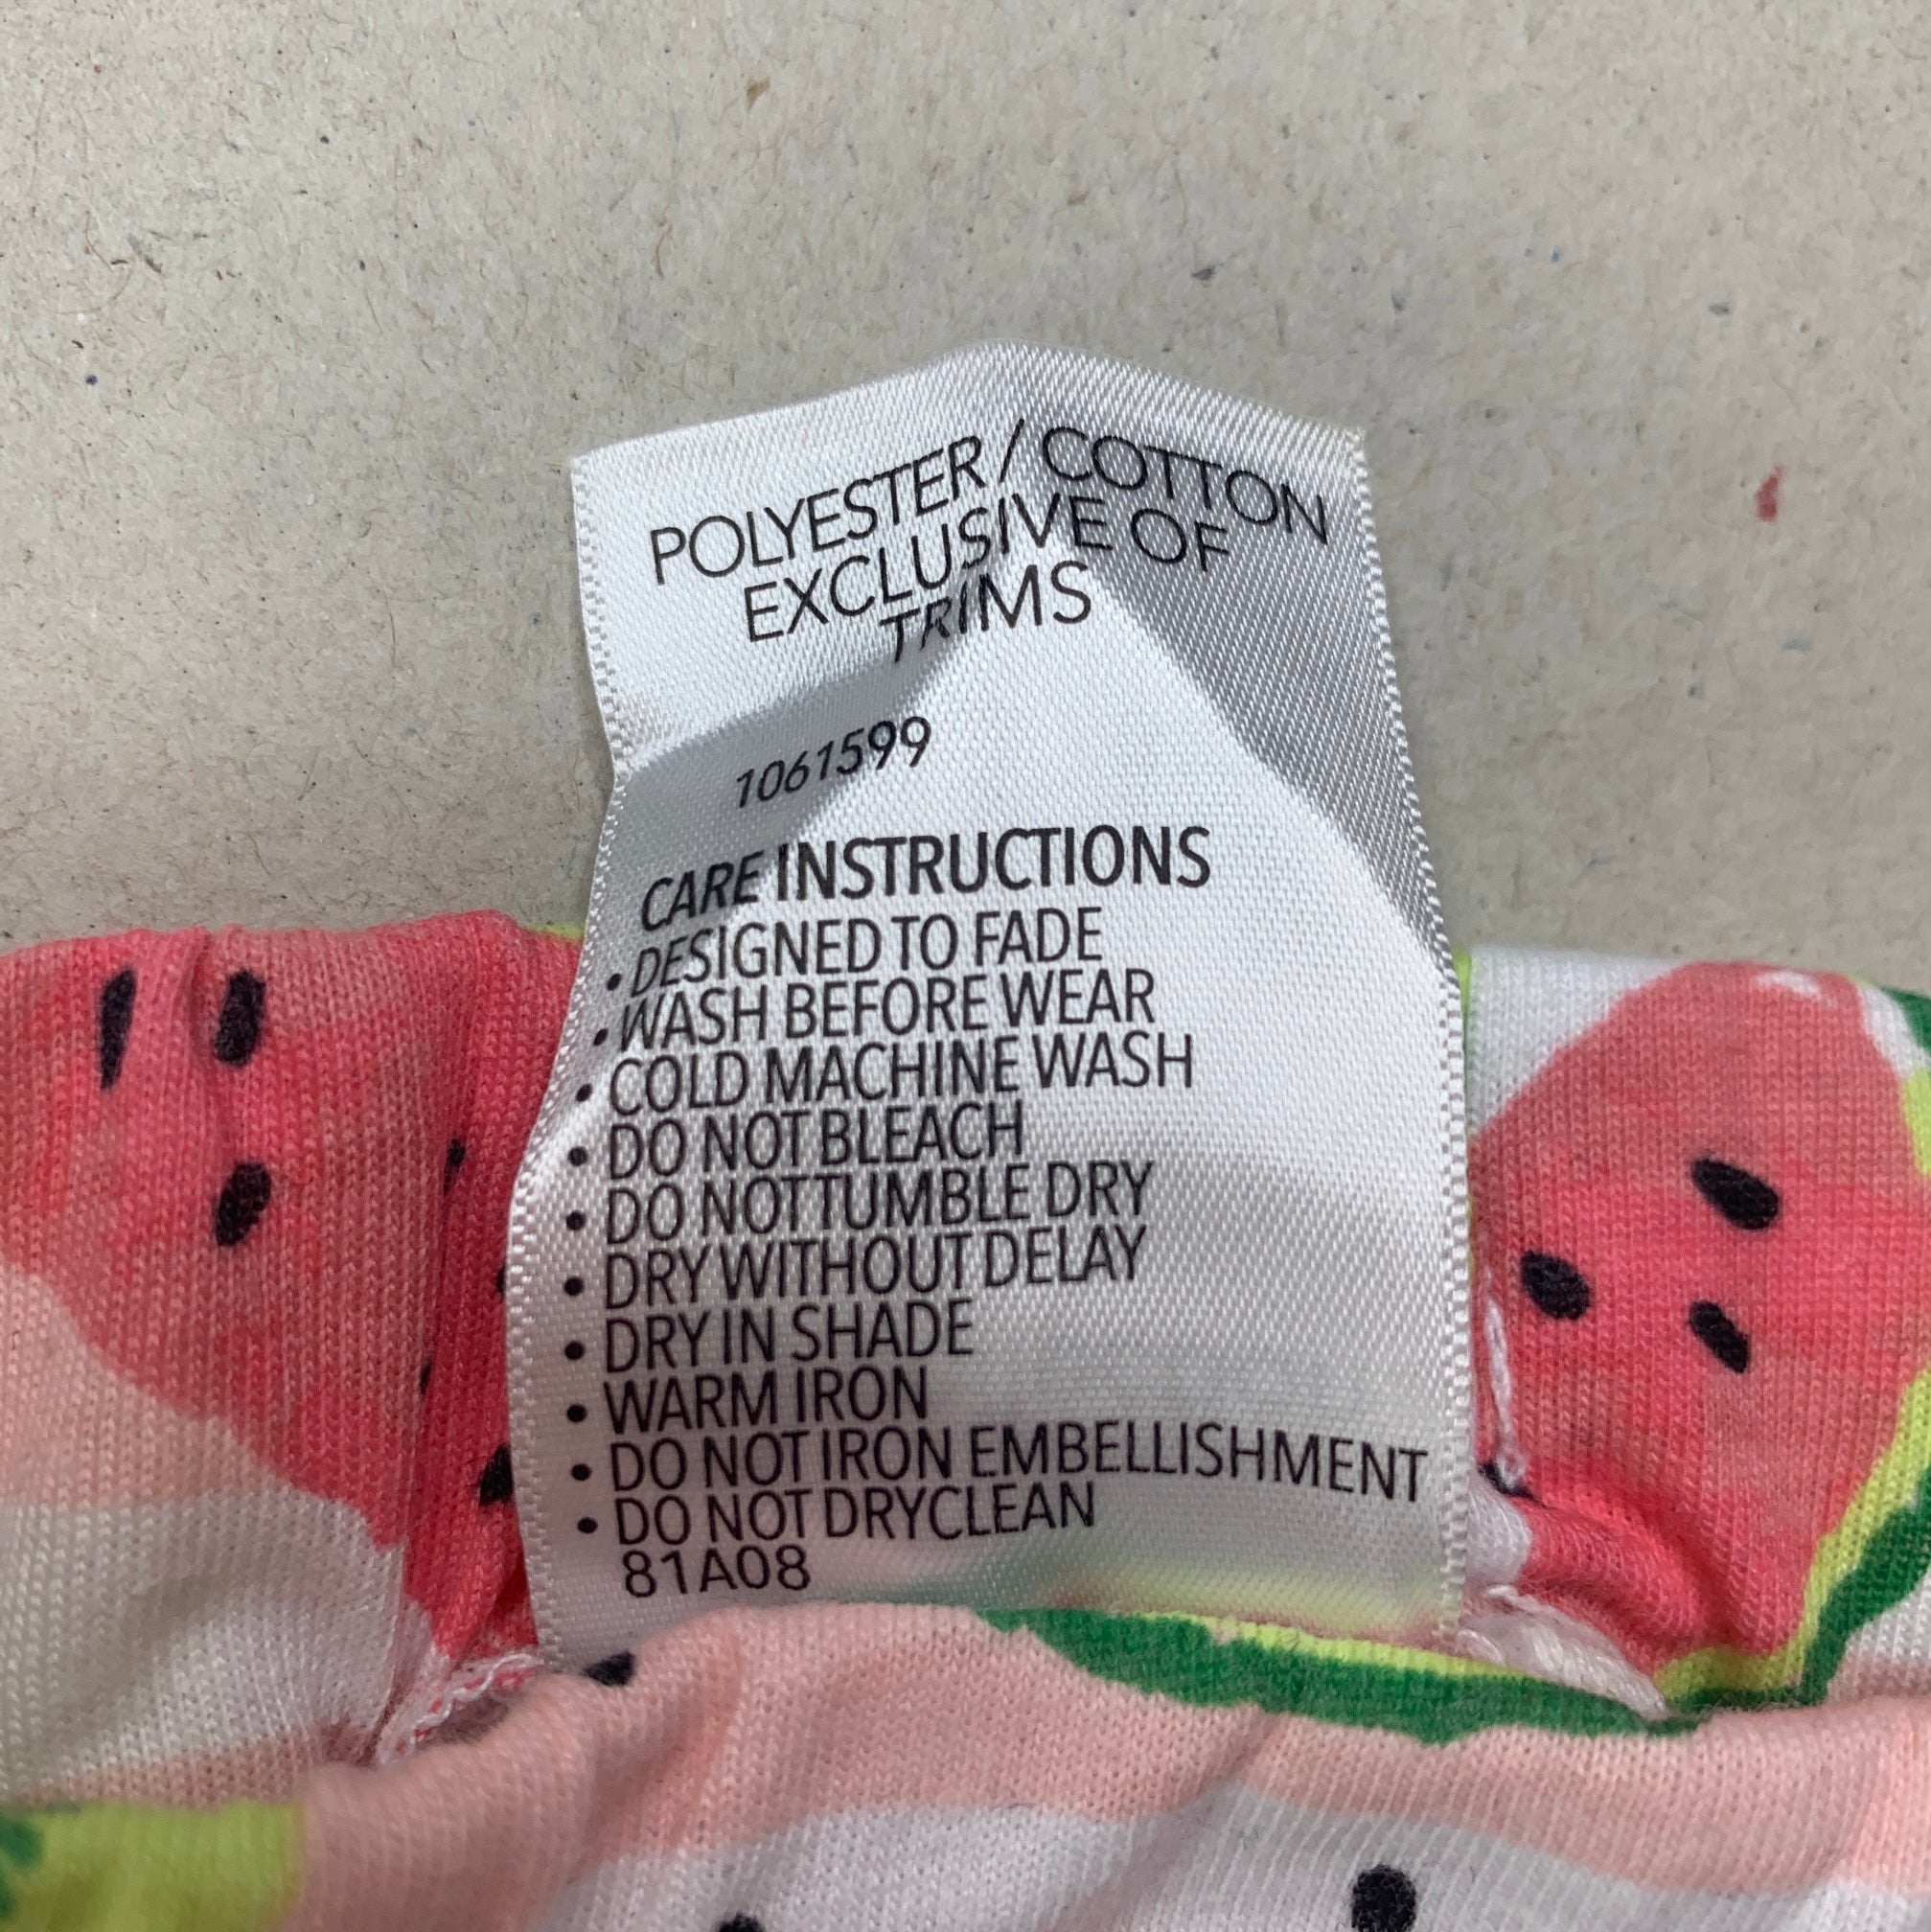 POLYESTER/COTTON
EXCLUSIVE OF
TRIMS
1061599
CARE INSTRUCTIONS
• DESIGNED TO FADE
• WASH BEFORE WEAR
• COLD MACHINE WASH
• DO NOT BLEACH
• DO NOT TUMBLE DRY
• DRY WITHOUT DELAY
• DRY IN SHADE
• WARM IRON
• DO NOT IRON EMBELLISHMENT
• DO NOT DRYCLEAN
81A08